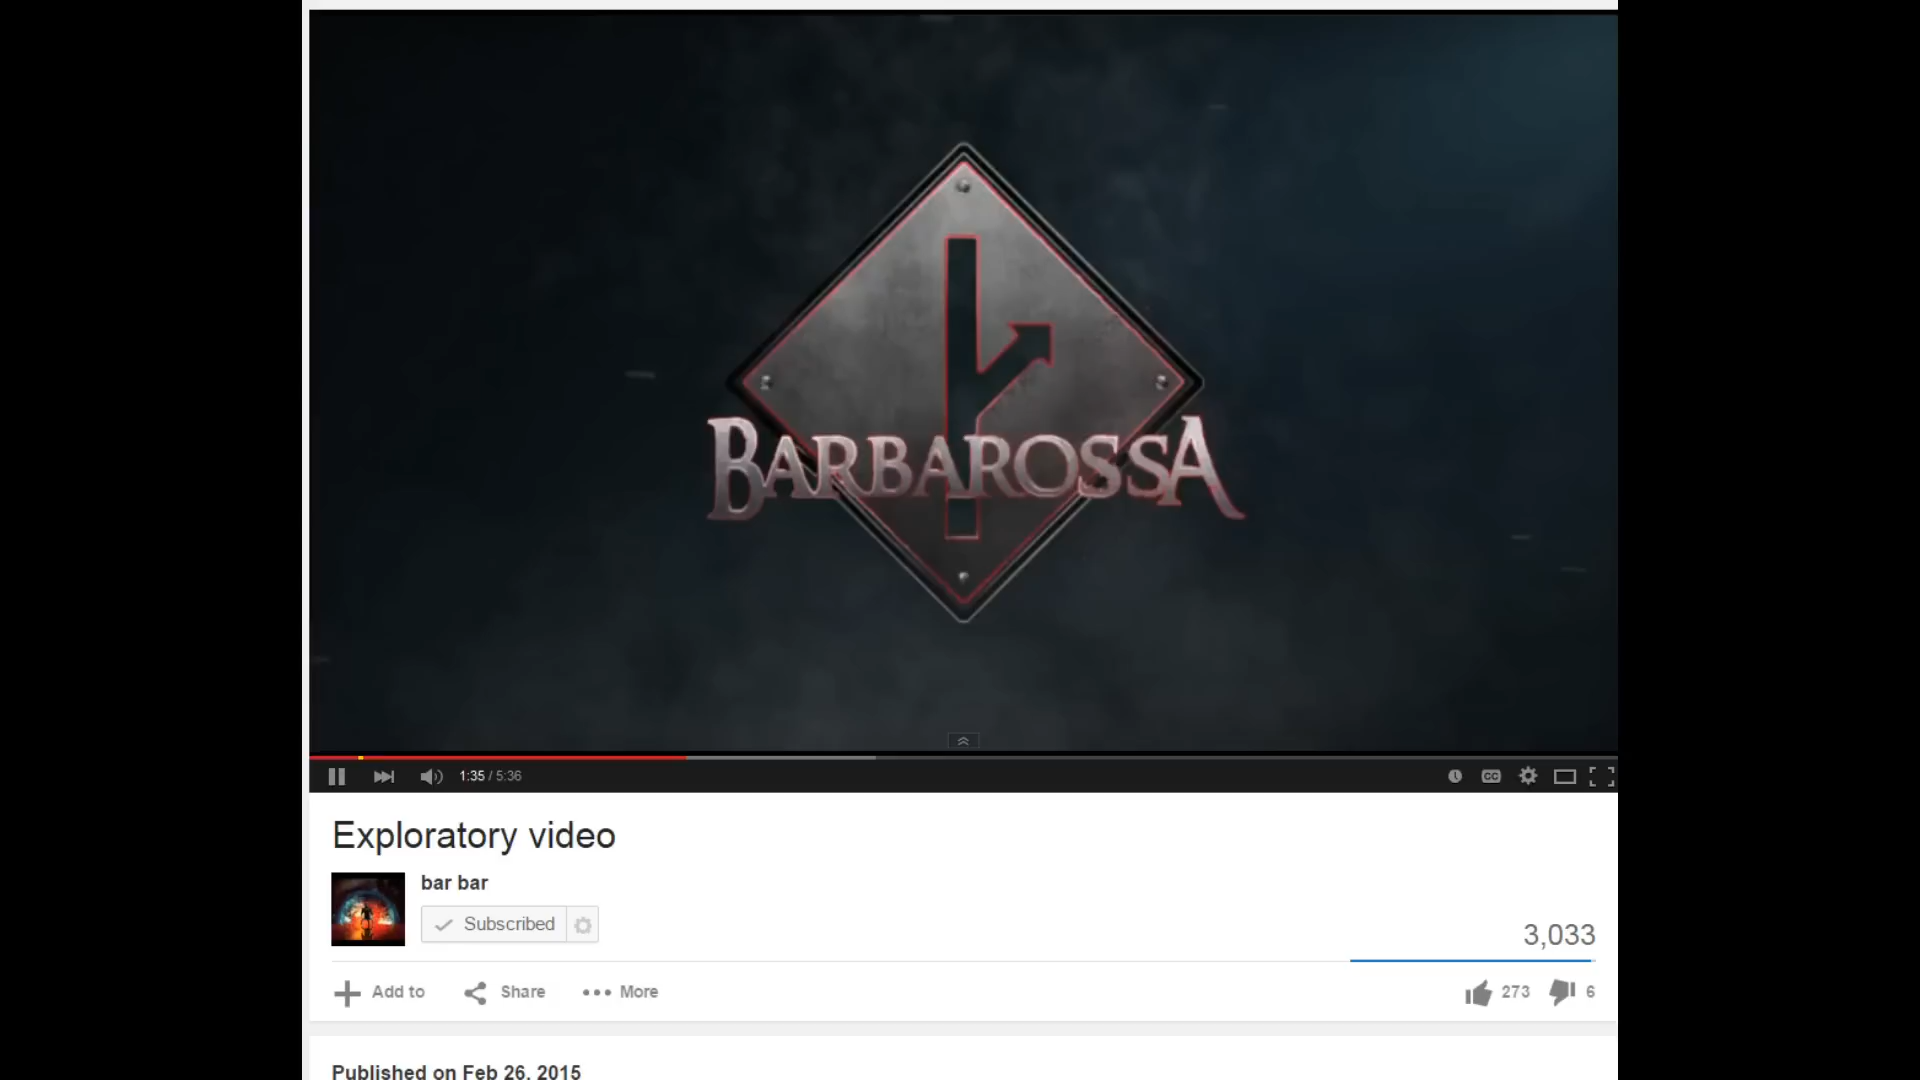 BARBAROSSA
1:35 / 5:36
CC
Exploratory video
bar bar
Subscribed
3,033
Add to
Share
More
273
6
Published on Feb 26, 2015